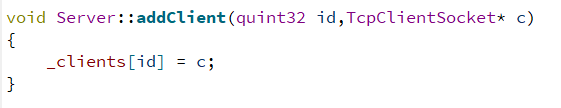 void Server::addClient(quint32 id,TcpClientSocket* c)
{
    _clients[id] = c;
}